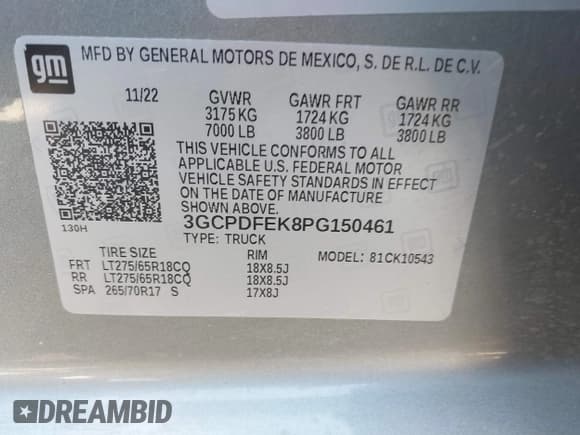 gm
MFD BY GENERAL MOTORS DE MEXICO, S. DE R.L. DE C.V.
11/22 GVWR GAWR FRT GAWR RR
3175 KG 1724 KG 1724 KG
7000 LB 3800 LB 3800 LB
THIS VEHICLE CONFORMS TO ALL
APPLICABLE U.S. FEDERAL MOTOR
VEHICLE SAFETY STANDARDS IN EFFECT
ON THE DATE OF MANUFACTURE
SHOWN ABOVE.
130H
3GCPDFEK8PG150461
TYPE: TRUCK
MODEL: 81CK10543
TIRE SIZE RIM
FRT LT275/65R18CQ 18X8.5J
RR LT275/65R18CQ 18X8.5J
SPA 265/70R17 S 17X8J
DREAMBID